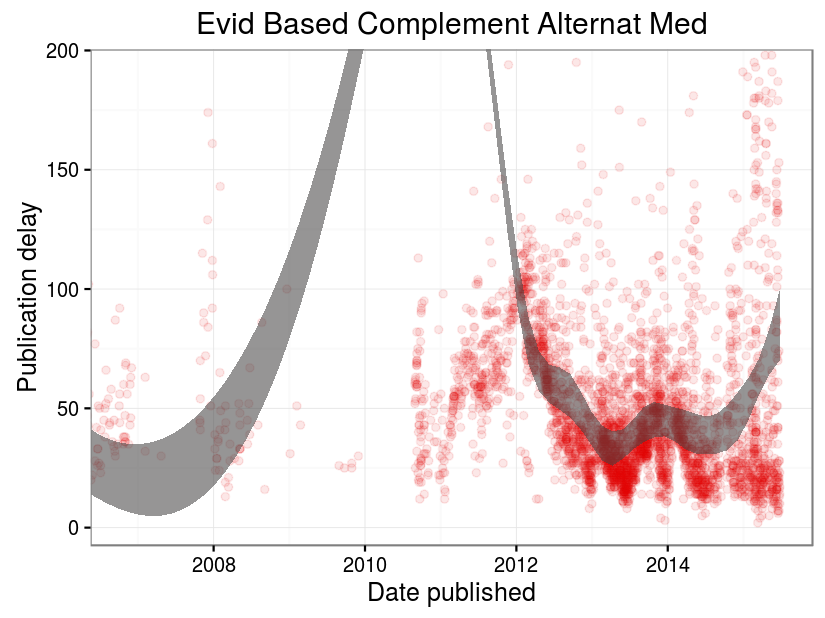 Evid Based Complement Alternat Med
200
150
100
50
0
Publication delay
2008 2010 2012 2014
Date published